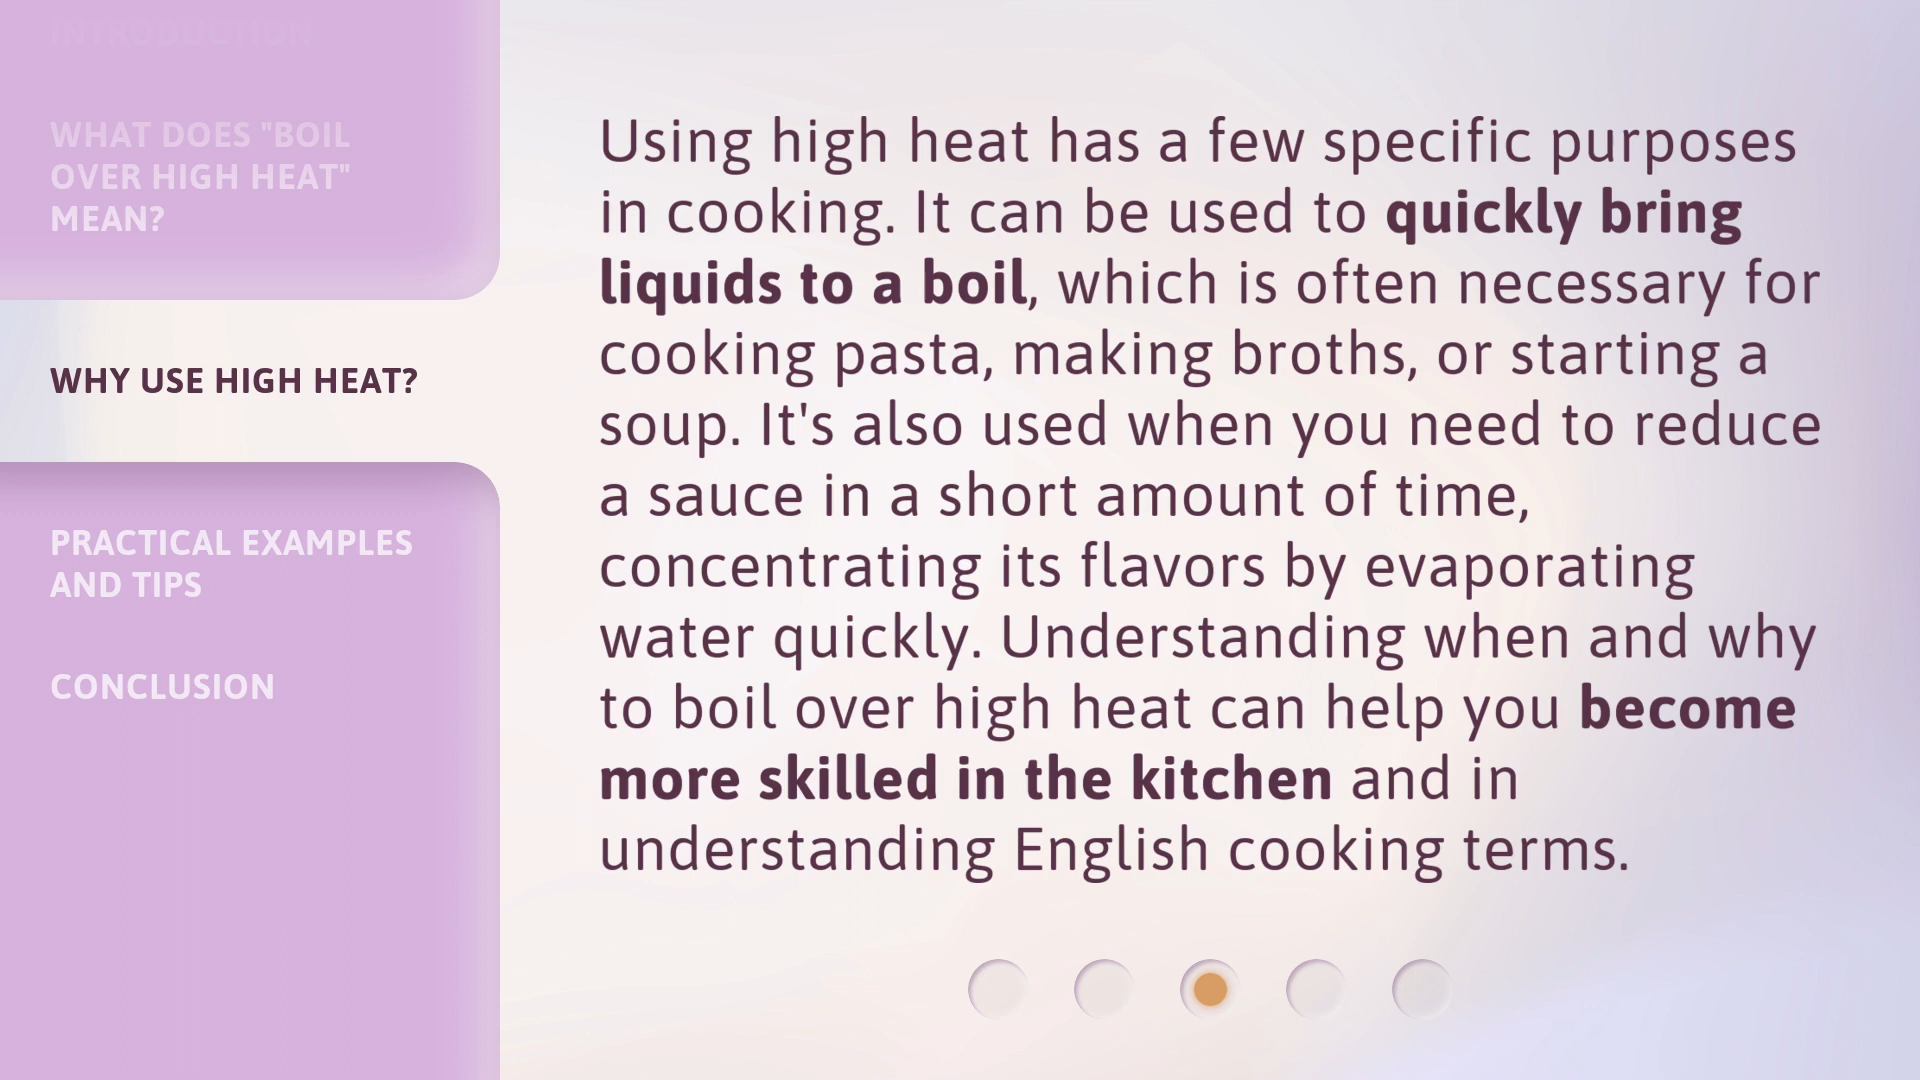 INTRODUCTION
WHAT DOES "BOIL
OVER HIGH HEAT"
MEAN?
WHY USE HIGH HEAT?
PRACTICAL EXAMPLES
AND TIPS
CONCLUSION
Using high heat has a few specific purposes
in cooking. It can be used to quickly bring
liquids to a boil, which is often necessary for
cooking pasta, making broths, or starting a
soup. It's also used when you need to reduce
a sauce in a short amount of time,
concentrating its flavors by evaporating
water quickly. Understanding when and why
to boil over high heat can help you become
more skilled in the kitchen and in
understanding English cooking terms.